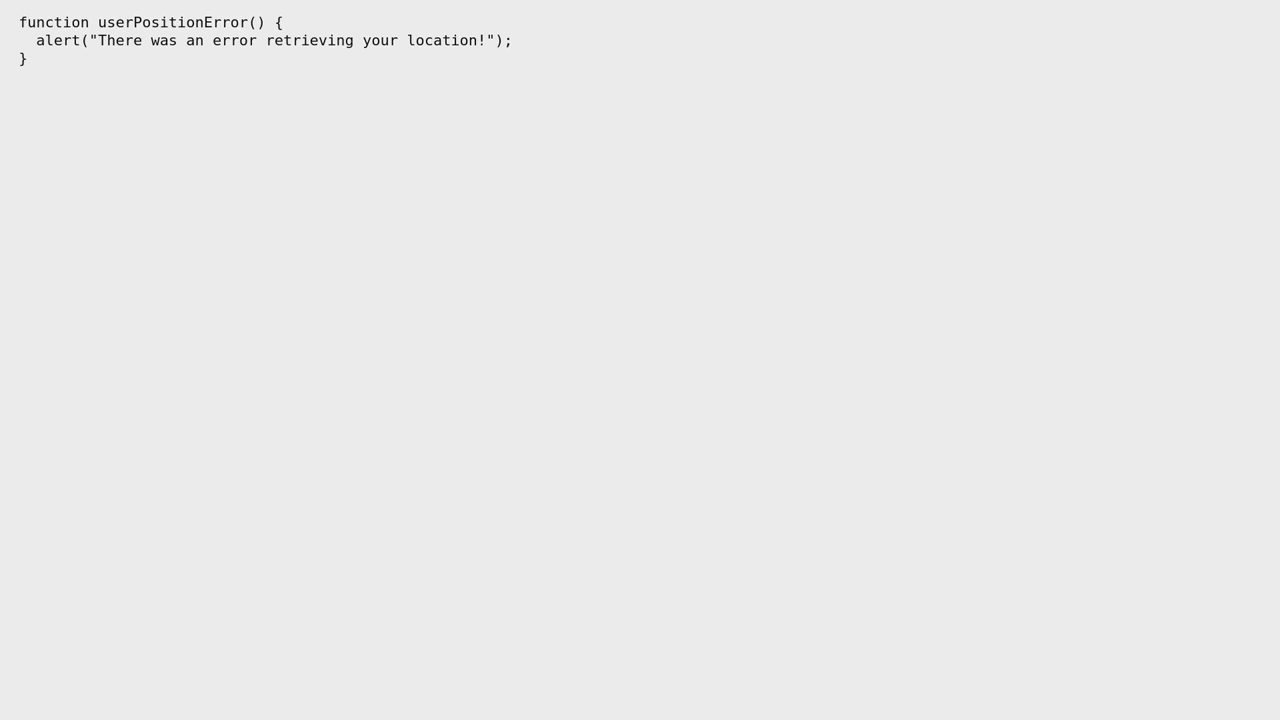 function userPositionError() {
  alert("There was an error retrieving your location!");
}